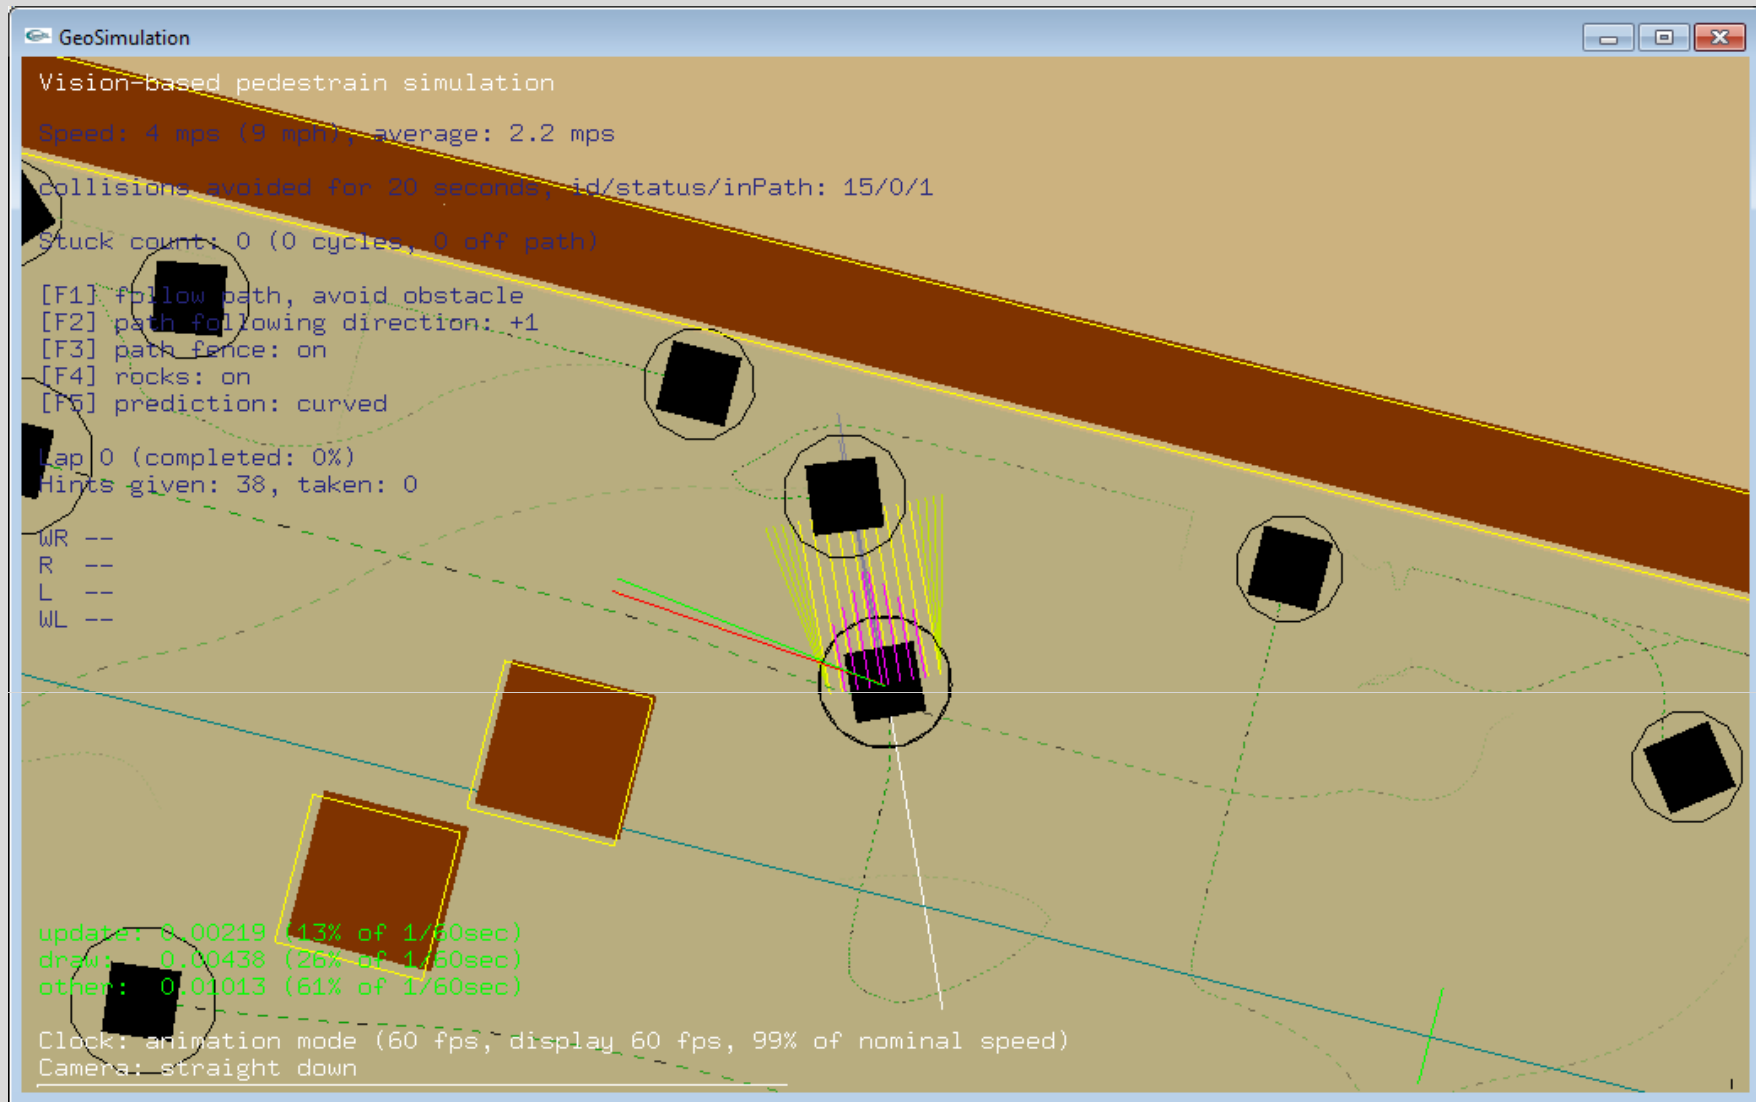 GeoSimulation
Vision-based pedestrain simulation
Speed: 4 mps (9 mph), average: 2.2 mps
collisions avoided for 20 seconds, id/status/inPath: 15/0/1
Stuck count: 0 (0 cycles, 0 off path)
[F1] follow path, avoid obstacle
[F2] path following direction: +1
[F3] path fence: on
[F4] rocks: on
[F5] prediction: curved
Lap 0 (completed: 0%)
Hints given: 38, taken: 0
WR --
R --
L --
WL --
update: 0.00219 (13% of 1/60sec)
draw: 0.00438 (26% of 1/60sec)
other: 0.01013 (61% of 1/60sec)
Clock: animation mode (60 fps, display 60 fps, 99% of nominal speed)
Camera: straight down